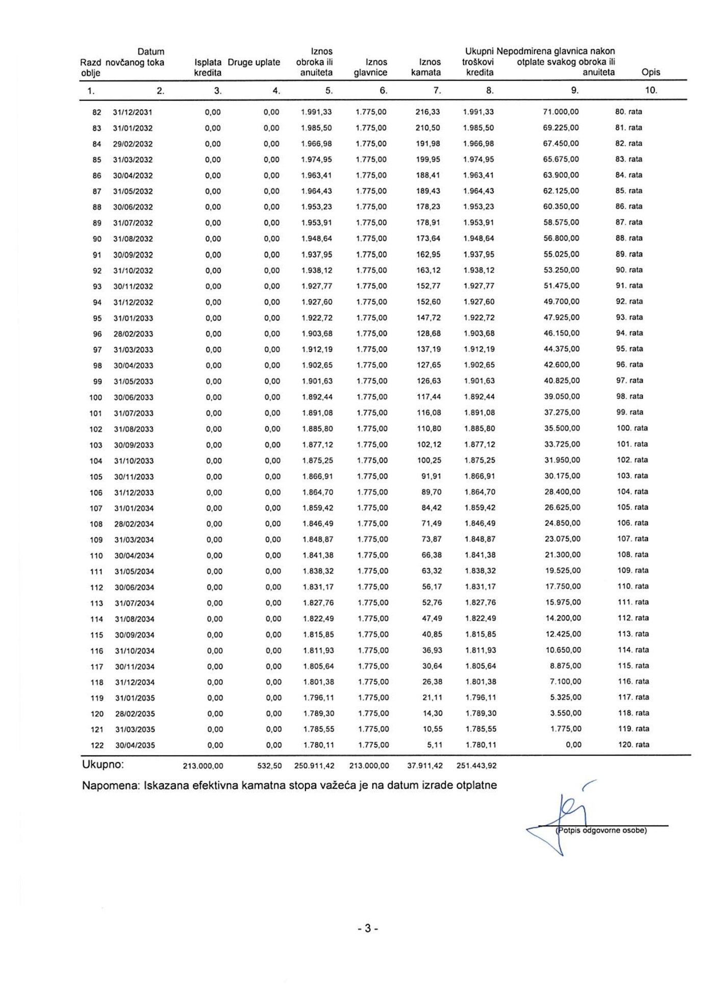 Datum Iznos Ukupni Nepodmirena glavnica nakon
Razd novčanog toka Isplata Druge uplate obroka ili Iznos Iznos troškovi otplate svakog obroka ili
oblje kredita anuiteta glavnice kamata kredita anuiteta Opis
1. 2. 3. 4. 5. 6. 7. 8. 9. 10.
82 31/12/2031 0,00 0,00 1.991,33 1.775,00 216,33 1.991,33 71.000,00 80. rata
83 31/01/2032 0,00 0,00 1.985,50 1.775,00 210,50 1.985,50 69.225,00 81. rata
84 29/02/2032 0,00 0,00 1.966,98 1.775,00 191,98 1.966,98 67.450,00 82. rata
85 31/03/2032 0,00 0,00 1.974,95 1.775,00 199,95 1.974,95 65.675,00 83. rata
86 30/04/2032 0,00 0,00 1.963,41 1.775,00 188,41 1.963,41 63.900,00 84. rata
87 31/05/2032 0,00 0,00 1.964,43 1.775,00 189,43 1.964,43 62.125,00 85. rata
88 30/06/2032 0,00 0,00 1.953,23 1.775,00 178,23 1.953,23 60.350,00 86. rata
89 31/07/2032 0,00 0,00 1.953,91 1.775,00 178,91 1.953,91 58.575,00 87. rata
90 31/08/2032 0,00 0,00 1.948,64 1.775,00 173,64 1.948,64 56.800,00 88. rata
91 30/09/2032 0,00 0,00 1.937,95 1.775,00 162,95 1.937,95 55.025,00 89. rata
92 31/10/2032 0,00 0,00 1.938,12 1.775,00 163,12 1.938,12 53.250,00 90. rata
93 30/11/2032 0,00 0,00 1.927,77 1.775,00 152,77 1.927,77 51.475,00 91. rata
94 31/12/2032 0,00 0,00 1.927,60 1.775,00 152,60 1.927,60 49.700,00 92. rata
95 31/01/2033 0,00 0,00 1.922,72 1.775,00 147,72 1.922,72 47.925,00 93. rata
96 28/02/2033 0,00 0,00 1.903,68 1.775,00 128,68 1.903,68 46.150,00 94. rata
97 31/03/2033 0,00 0,00 1.912,19 1.775,00 137,19 1.912,19 44.375,00 95. rata
98 30/04/2033 0,00 0,00 1.902,65 1.775,00 127,65 1.902,65 42.600,00 96. rata
99 31/05/2033 0,00 0,00 1.901,63 1.775,00 126,63 1.901,63 40.825,00 97. rata
100 30/06/2033 0,00 0,00 1.892,44 1.775,00 117,44 1.892,44 39.050,00 98. rata
101 31/07/2033 0,00 0,00 1.891,08 1.775,00 116,08 1.891,08 37.275,00 99. rata
102 31/08/2033 0,00 0,00 1.885,80 1.775,00 110,80 1.885,80 35.500,00 100. rata
103 30/09/2033 0,00 0,00 1.877,12 1.775,00 102,12 1.877,12 33.725,00 101. rata
104 31/10/2033 0,00 0,00 1.875,25 1.775,00 100,25 1.875,25 31.950,00 102. rata
105 30/11/2033 0,00 0,00 1.866,91 1.775,00 91,91 1.866,91 30.175,00 103. rata
106 31/12/2033 0,00 0,00 1.864,70 1.775,00 89,70 1.864,70 28.400,00 104. rata
107 31/01/2034 0,00 0,00 1.859,42 1.775,00 84,42 1.859,42 26.625,00 105. rata
108 28/02/2034 0,00 0,00 1.846,49 1.775,00 71,49 1.846,49 24.850,00 106. rata
109 31/03/2034 0,00 0,00 1.848,87 1.775,00 73,87 1.848,87 23.075,00 107. rata
110 30/04/2034 0,00 0,00 1.841,38 1.775,00 66,38 1.841,38 21.300,00 108. rata
111 31/05/2034 0,00 0,00 1.838,32 1.775,00 63,32 1.838,32 19.525,00 109. rata
112 30/06/2034 0,00 0,00 1.831,17 1.775,00 56,17 1.831,17 17.750,00 110. rata
113 31/07/2034 0,00 0,00 1.827,76 1.775,00 52,76 1.827,76 15.975,00 111. rata
114 31/08/2034 0,00 0,00 1.822,49 1.775,00 47,49 1.822,49 14.200,00 112. rata
115 30/09/2034 0,00 0,00 1.815,85 1.775,00 40,85 1.815,85 12.425,00 113. rata
116 31/10/2034 0,00 0,00 1.811,93 1.775,00 36,93 1.811,93 10.650,00 114. rata
117 30/11/2034 0,00 0,00 1.805,64 1.775,00 30,64 1.805,64 8.875,00 115. rata
118 31/12/2034 0,00 0,00 1.801,38 1.775,00 26,38 1.801,38 7.100,00 116. rata
119 31/01/2035 0,00 0,00 1.796,11 1.775,00 21,11 1.796,11 5.325,00 117. rata
120 28/02/2035 0,00 0,00 1.789,30 1.775,00 14,30 1.789,30 3.550,00 118. rata
121 31/03/2035 0,00 0,00 1.785,55 1.775,00 10,55 1.785,55 1.775,00 119. rata
122 30/04/2035 0,00 0,00 1.780,11 1.775,00 5,11 1.780,11 0,00 120. rata
Ukupno: 213.000,00 532,50 250.911,42 213.000,00 37.911,42 251.443,92
Napomena: Iskazana efektivna kamatna stopa važeća je na datum izrade otplatne
(Potpis odgovorne osobe)
- 3 -